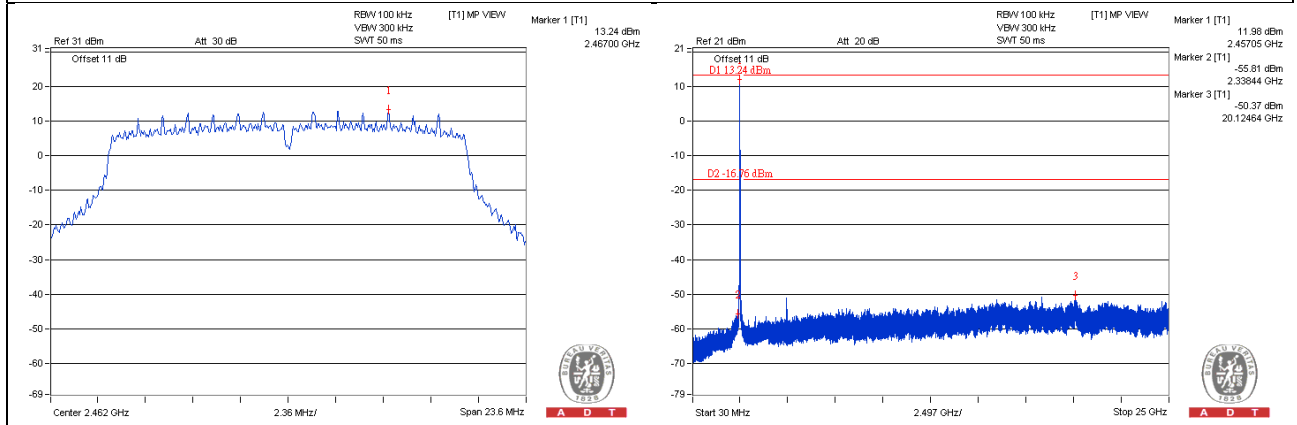 RBW 100 kHz [T1] MP VIEW
VBW 300 kHz
Ref 31 dBm Att 30 dB SWT 50 ms
Marker 1 [T1]
13.24 dBm
2.46700 GHz
31
Offset 11 dB
1
20
10
0
-10
-20
-30
-40
-50
-60
-69
Center 2.462 GHz 2.36 MHz/ Span 23.6 MHz
BUREAU VERITAS
1828
A D T
RBW 100 kHz [T1] MP VIEW
VBW 300 kHz
Ref 21 dBm Att 20 dB SWT 50 ms
Marker 1 [T1]
11.98 dBm
2.45705 GHz
Marker 2 [T1]
-55.81 dBm
2.33844 GHz
Marker 3 [T1]
-50.37 dBm
20.12464 GHz
21
Offset 11 dB
D1 13.24 dBm
10
0
-10
D2 -16.76 dBm
-20
-30
-40
3
-50
2
-60
-70
-79
Start 30 MHz 2.497 GHz/ Stop 25 GHz
BUREAU VERITAS
1828
A D T